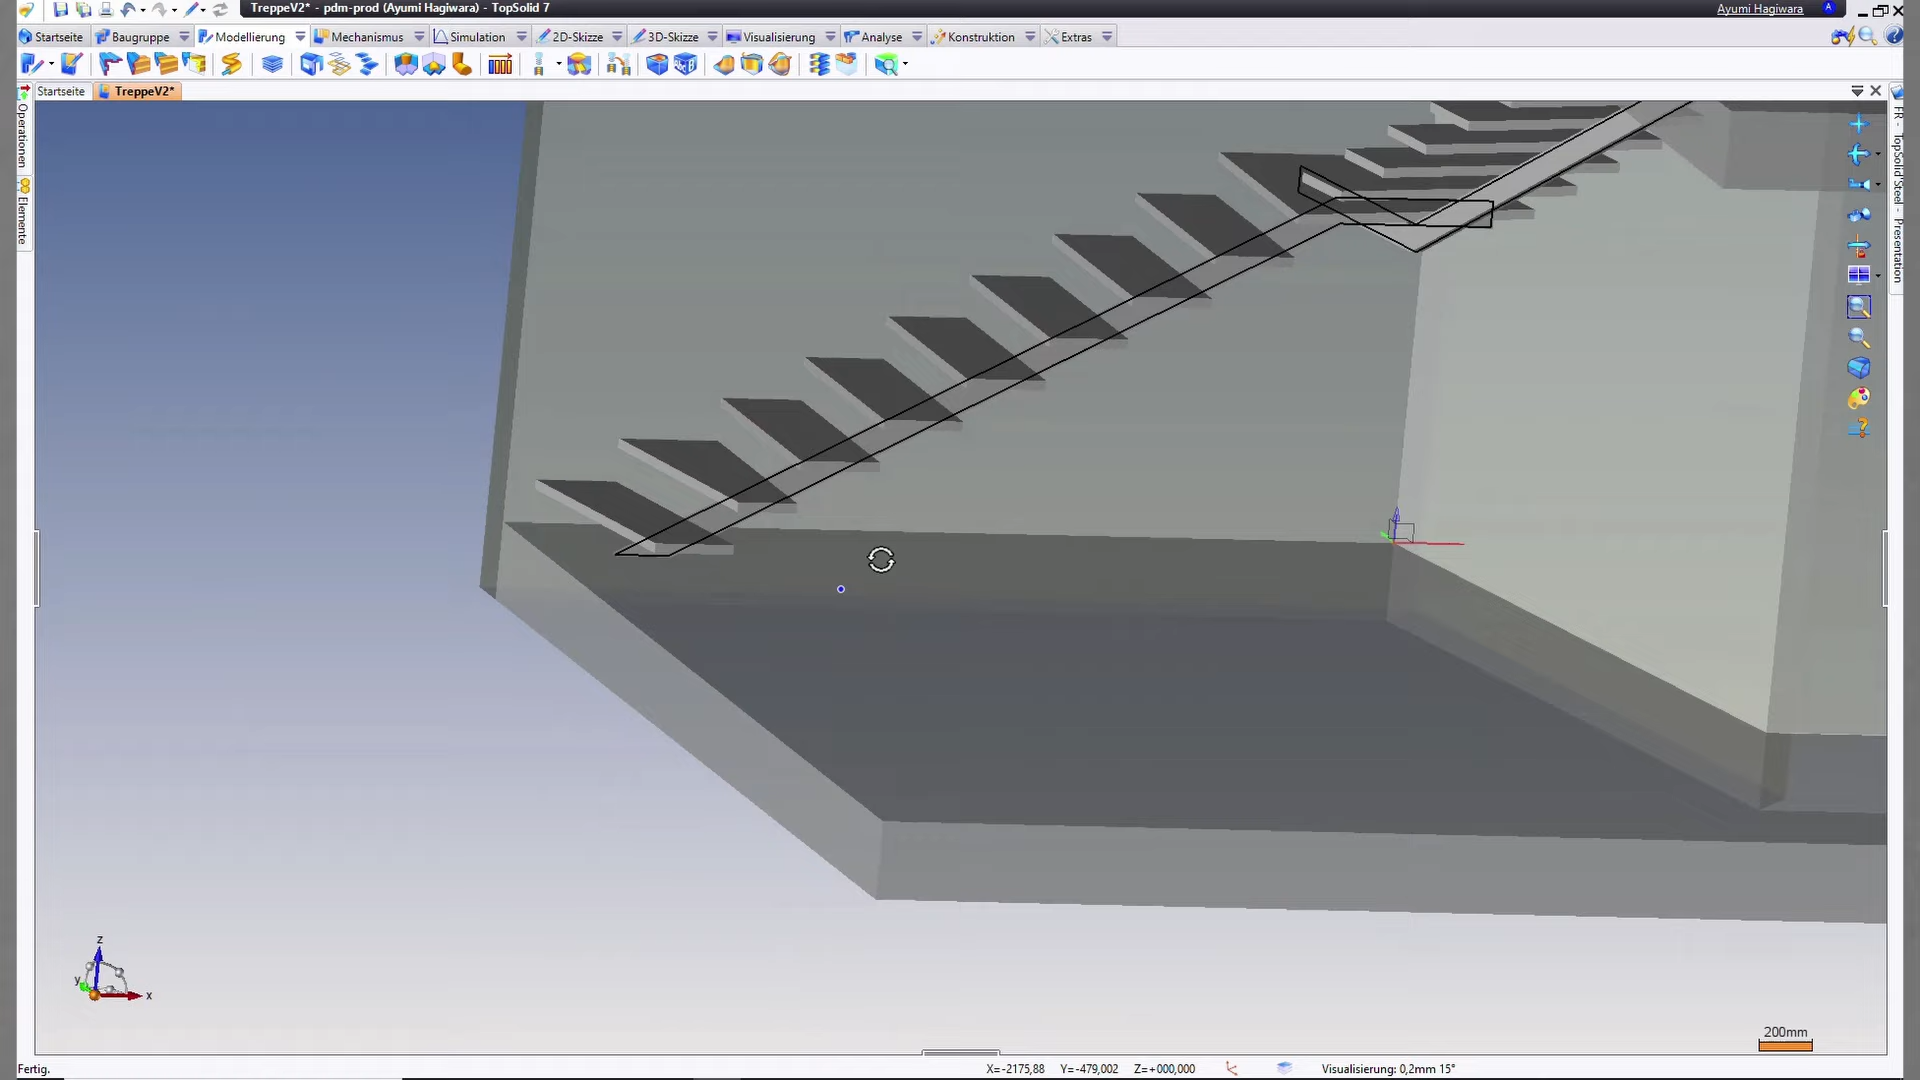 TreppeV2* - pdm-prod (Ayumi Hagiwara) - TopSolid 7
Ayumi Hagiwara
A
Startseite
Baugruppe
Modellierung
Mechanismus
Simulation
2D-Skizze
3D-Skizze
Visualisierung
Analyse
Konstruktion
Extras
Startseite
TreppeV2*
Operationen
Elemente
FR - TopSolid'Steel - Presentation
z
y
x
200mm
Fertig.
X=-2175,88
Y=-479,002
Z=+000,000
Visualisierung: 0,2mm 15°